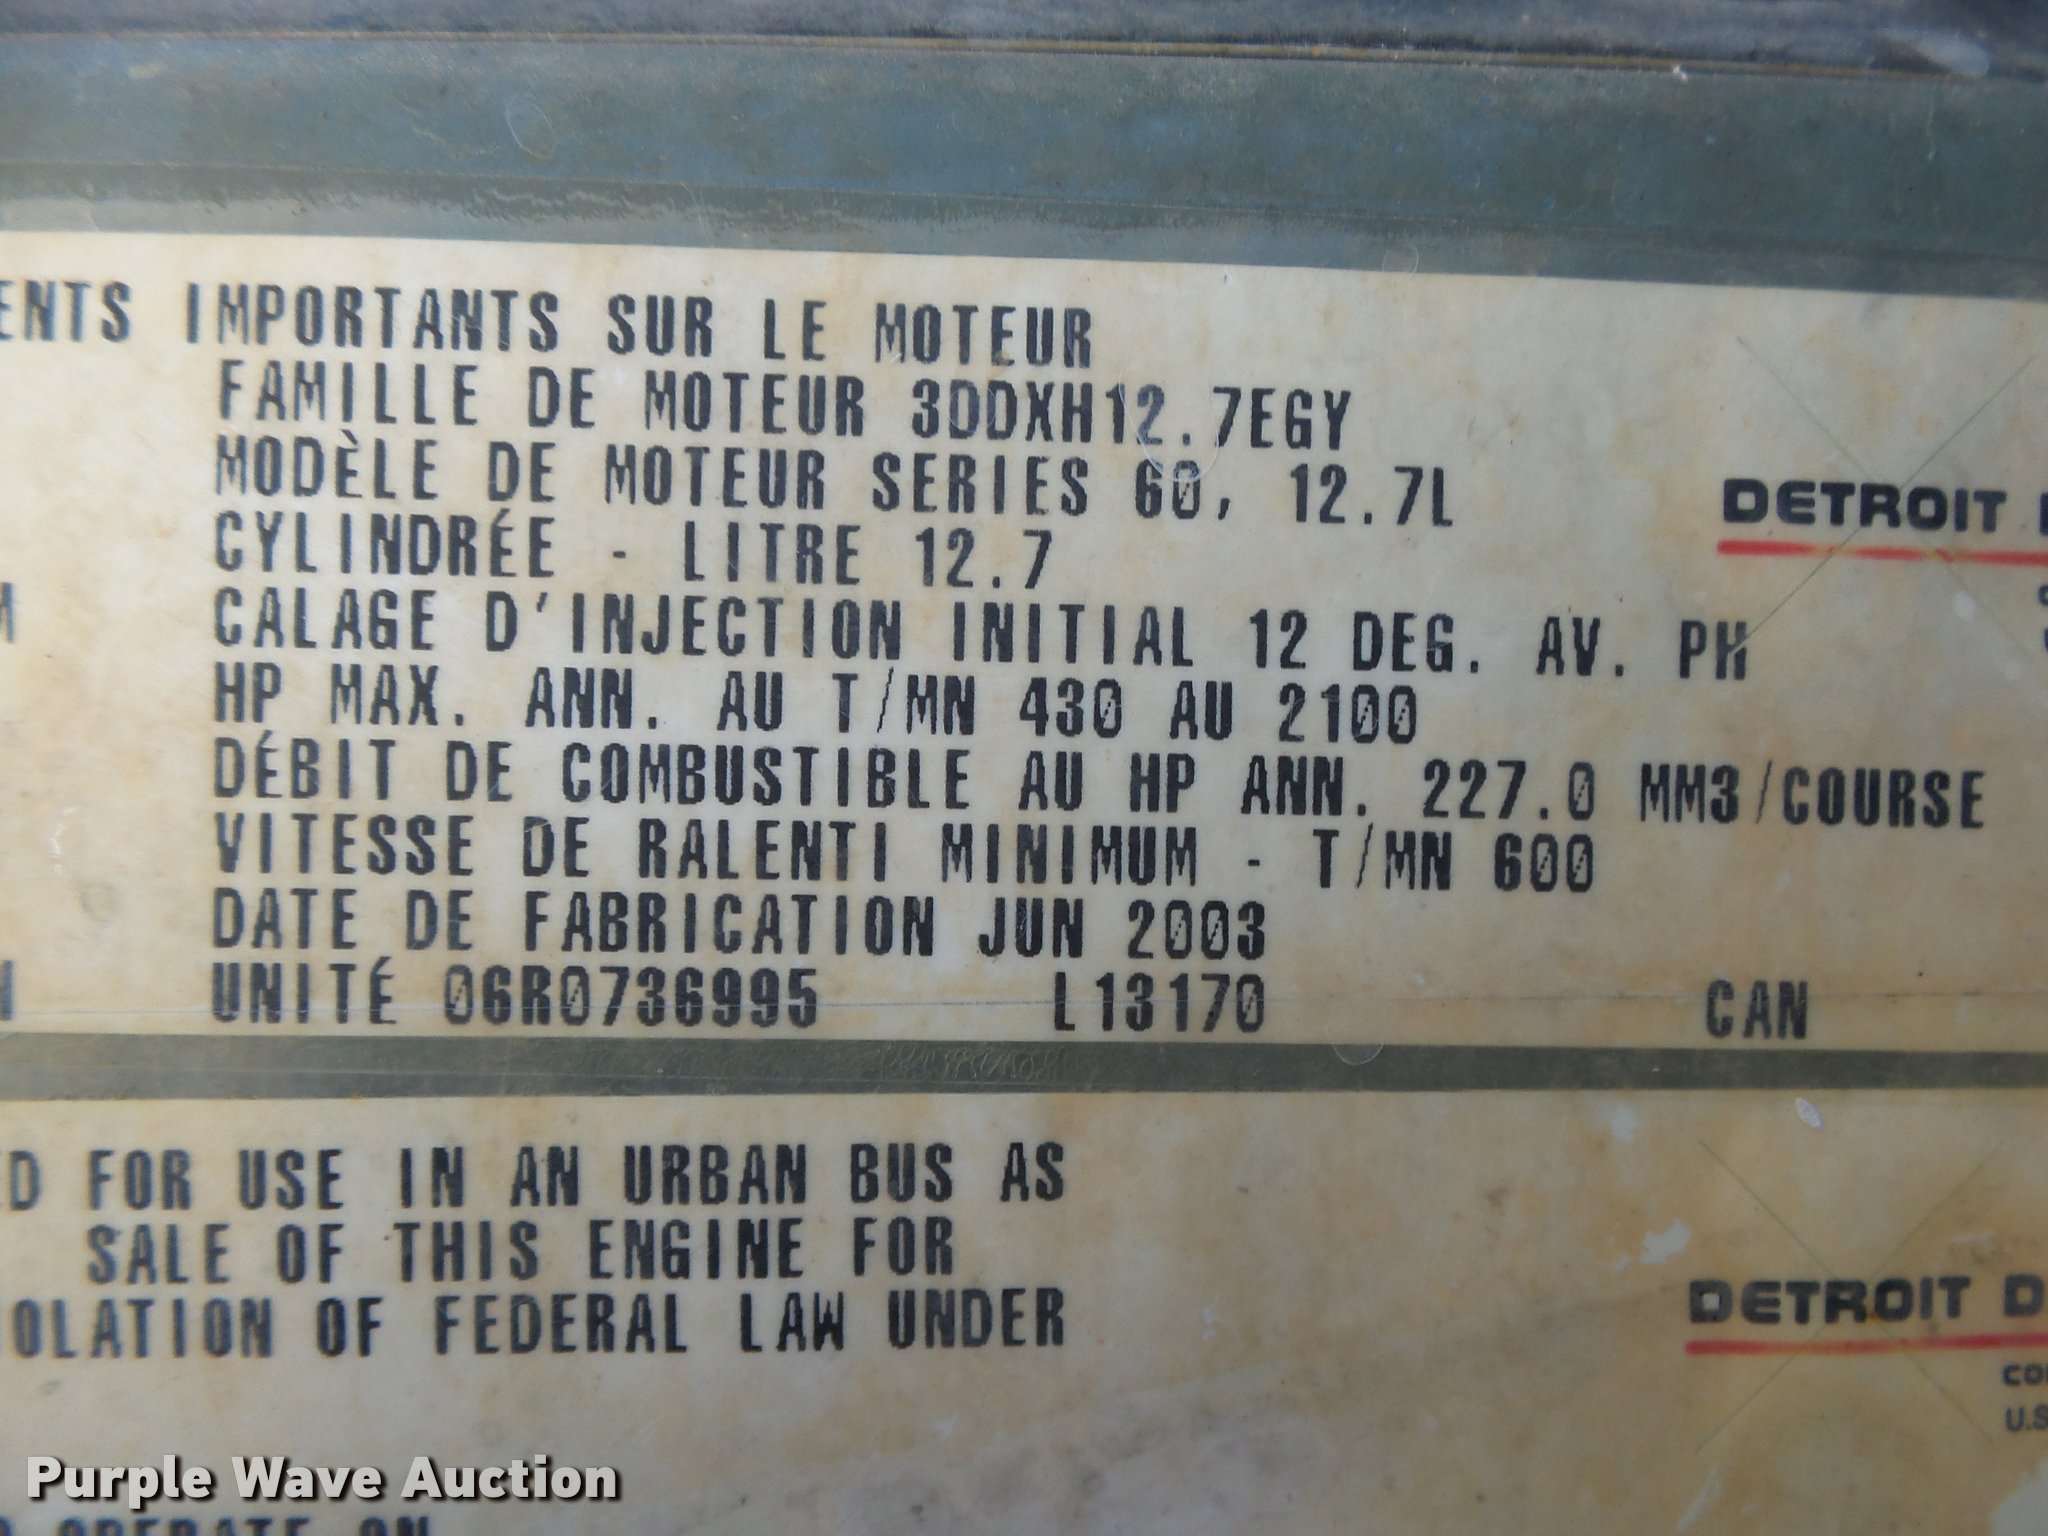 IMPORTANTS SUR LE MOTEUR
FAMILLE DE MOTEUR 3DDXH12.7EGY
MODÈLE DE MOTEUR SERIES 60, 12.7L
CYLINDRÉE - LITRE 12.7
CALAGE D'INJECTION INITIAL 12 DEG. AV. PH
HP MAX. ANN. AU T/MN 430 AU 2100
DÉBIT DE COMBUSTIBLE AU HP ANN. 227.0 MM3/COURSE
VITESSE DE RALENTI MINIMUM - T/MN 600
DATE DE FABRICATION JUN 2003
UNITÉ 06R0736995 L13170 CAN
DETROIT
FOR USE IN AN URBAN BUS AS
SALE OF THIS ENGINE FOR
OLATION OF FEDERAL LAW UNDER
DETROIT D
U.S
Purple Wave Auction
OPERATE ON